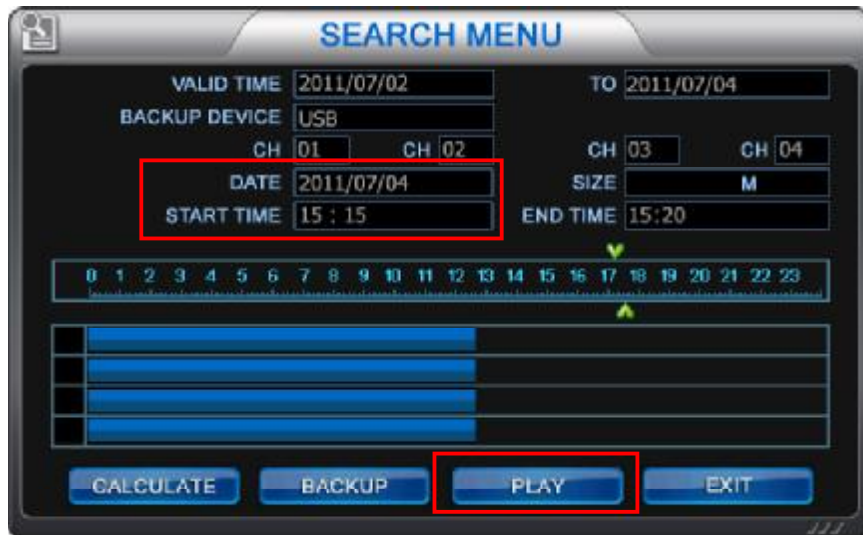 SEARCH MENU
VALID TIME 2011/07/02 TO 2011/07/04
BACKUP DEVICE USB
CH 01 CH 02 CH 03 CH 04
DATE 2011/07/04 SIZE M
START TIME 15 : 15 END TIME 15:20
0 1 2 3 4 5 6 7 8 9 10 11 12 13 14 15 16 17 18 19 20 21 22 23
CALCULATE BACKUP PLAY EXIT